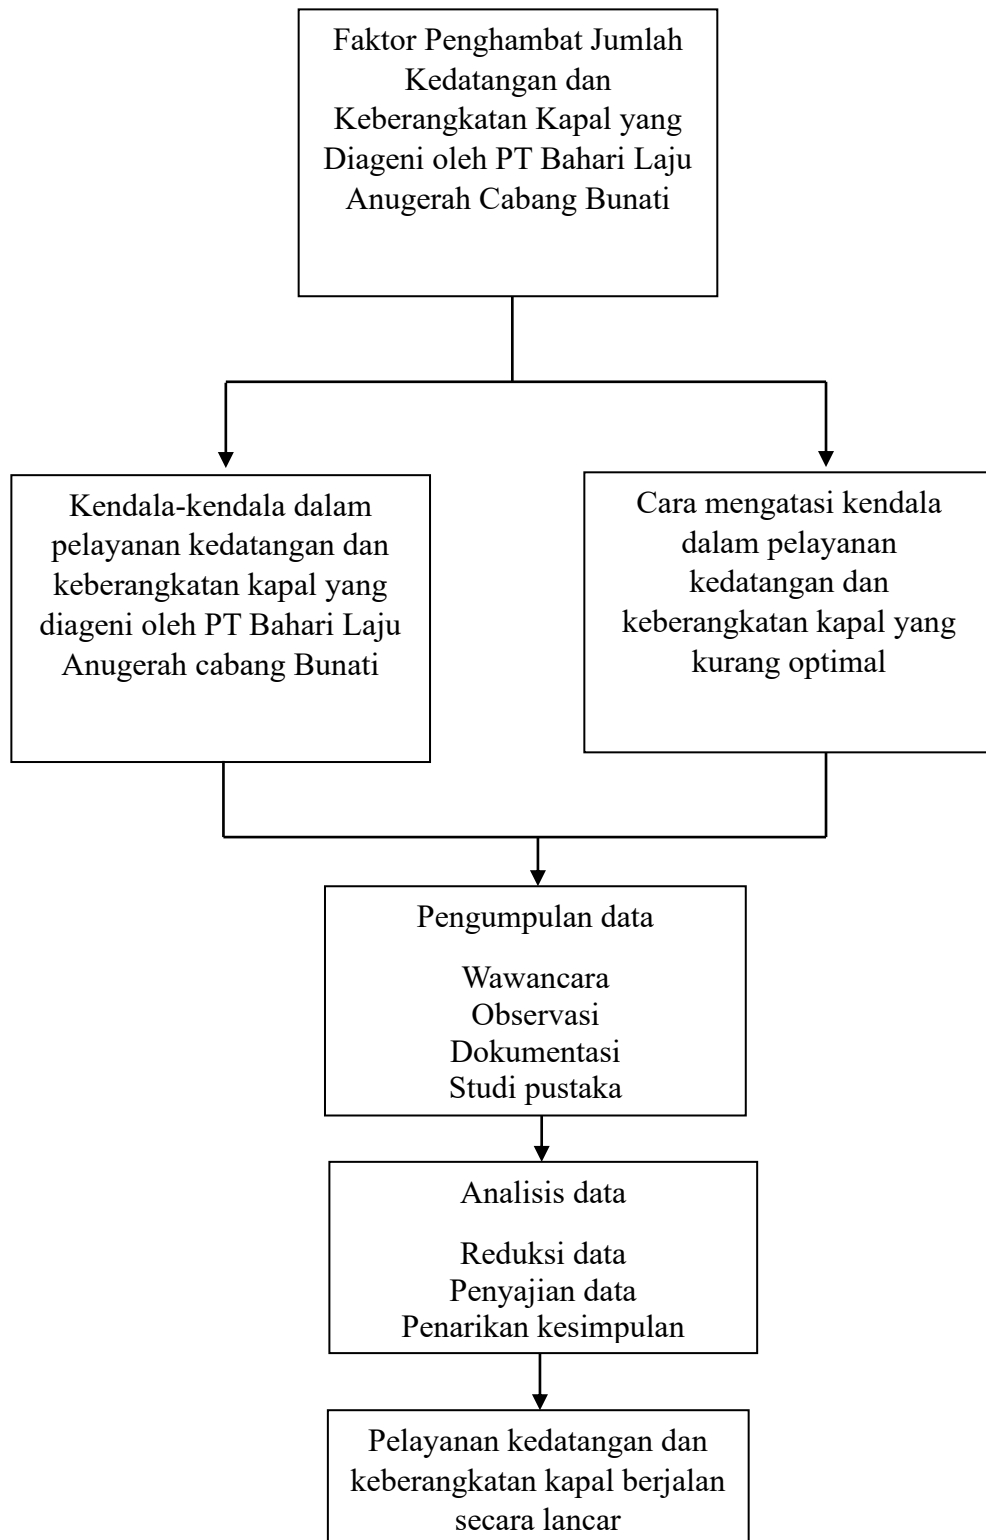 Faktor Penghambat Jumlah
Kedatangan dan
Keberangkatan Kapal yang
Diageni oleh PT Bahari Laju
Anugerah Cabang Bunati
Kendala-kendala dalam
pelayanan kedatangan dan
keberangkatan kapal yang
diageni oleh PT Bahari Laju
Anugerah cabang Bunati
Cara mengatasi kendala
dalam pelayanan
kedatangan dan
keberangkatan kapal yang
kurang optimal
Pengumpulan data
Wawancara
Observasi
Dokumentasi
Studi pustaka
Analisis data
Reduksi data
Penyajian data
Penarikan kesimpulan
Pelayanan kedatangan dan
keberangkatan kapal berjalan
secara lancar